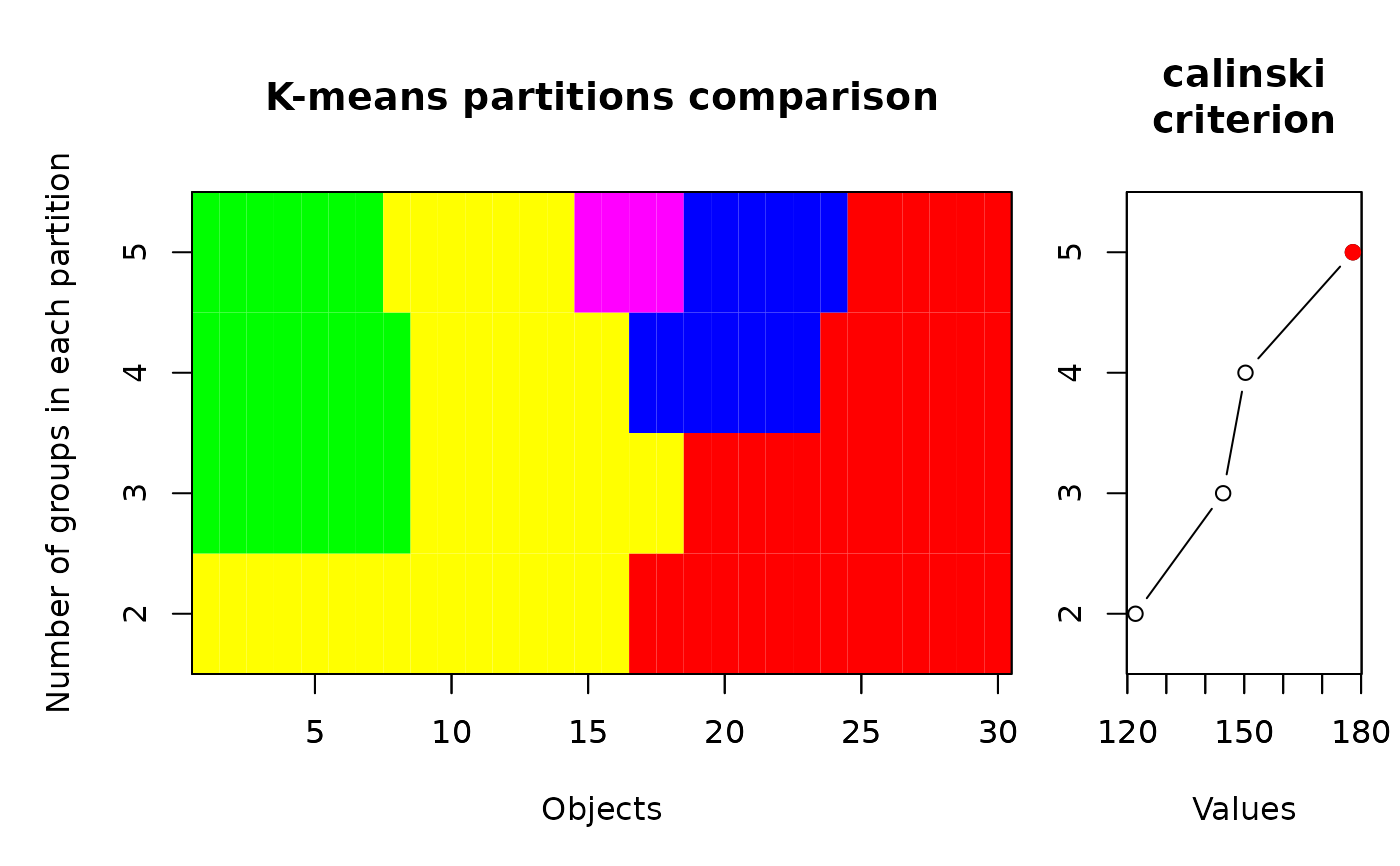 K-means partitions comparison
Number of groups in each partition
5
4
3
2
5
10
15
20
25
30
Objects
calinski
criterion
5
4
3
2
120
150
180
Values